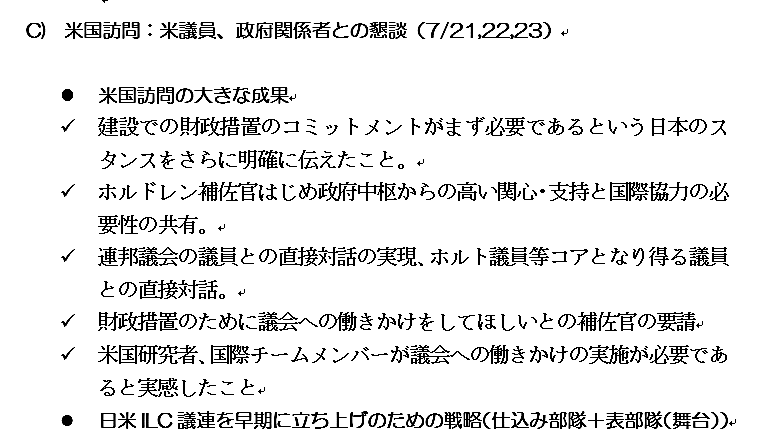 C) 米国訪問：米議員、政府関係者との懇談（7/21,22,23）
● 米国訪問の大きな成果
✓ 建設での財政措置のコミットメントがまず必要であるという日本のス
タンスをさらに明確に伝えたこと。
✓ ホルドレン補佐官はじめ政府中枢からの高い関心・支持と国際協力の必
要性の共有。
✓ 連邦議会の議員との直接対話の実現、ホルト議員等コアとなり得る議員
との直接対話。
✓ 財政措置のために議会への働きかけをしてほしいとの補佐官の要請
✓ 米国研究者、国際チームメンバーが議会への働きかけの実施が必要であ
ると実感したこと
● 日米 ILC 議連を早期に立ち上げのための戦略(仕込み部隊＋表部隊（舞台))